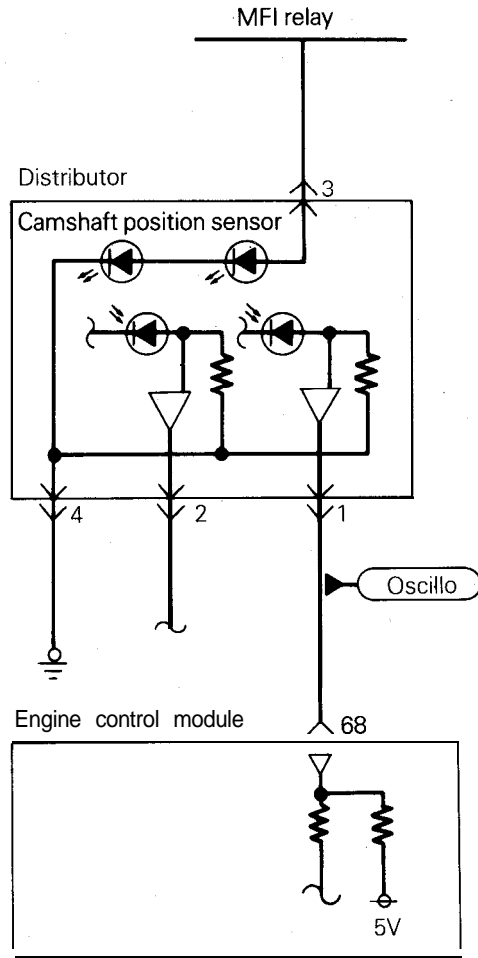 MFI relay
3
Distributor
Camshaft position sensor
4
2
1
Oscillo
Engine control module
68
5V